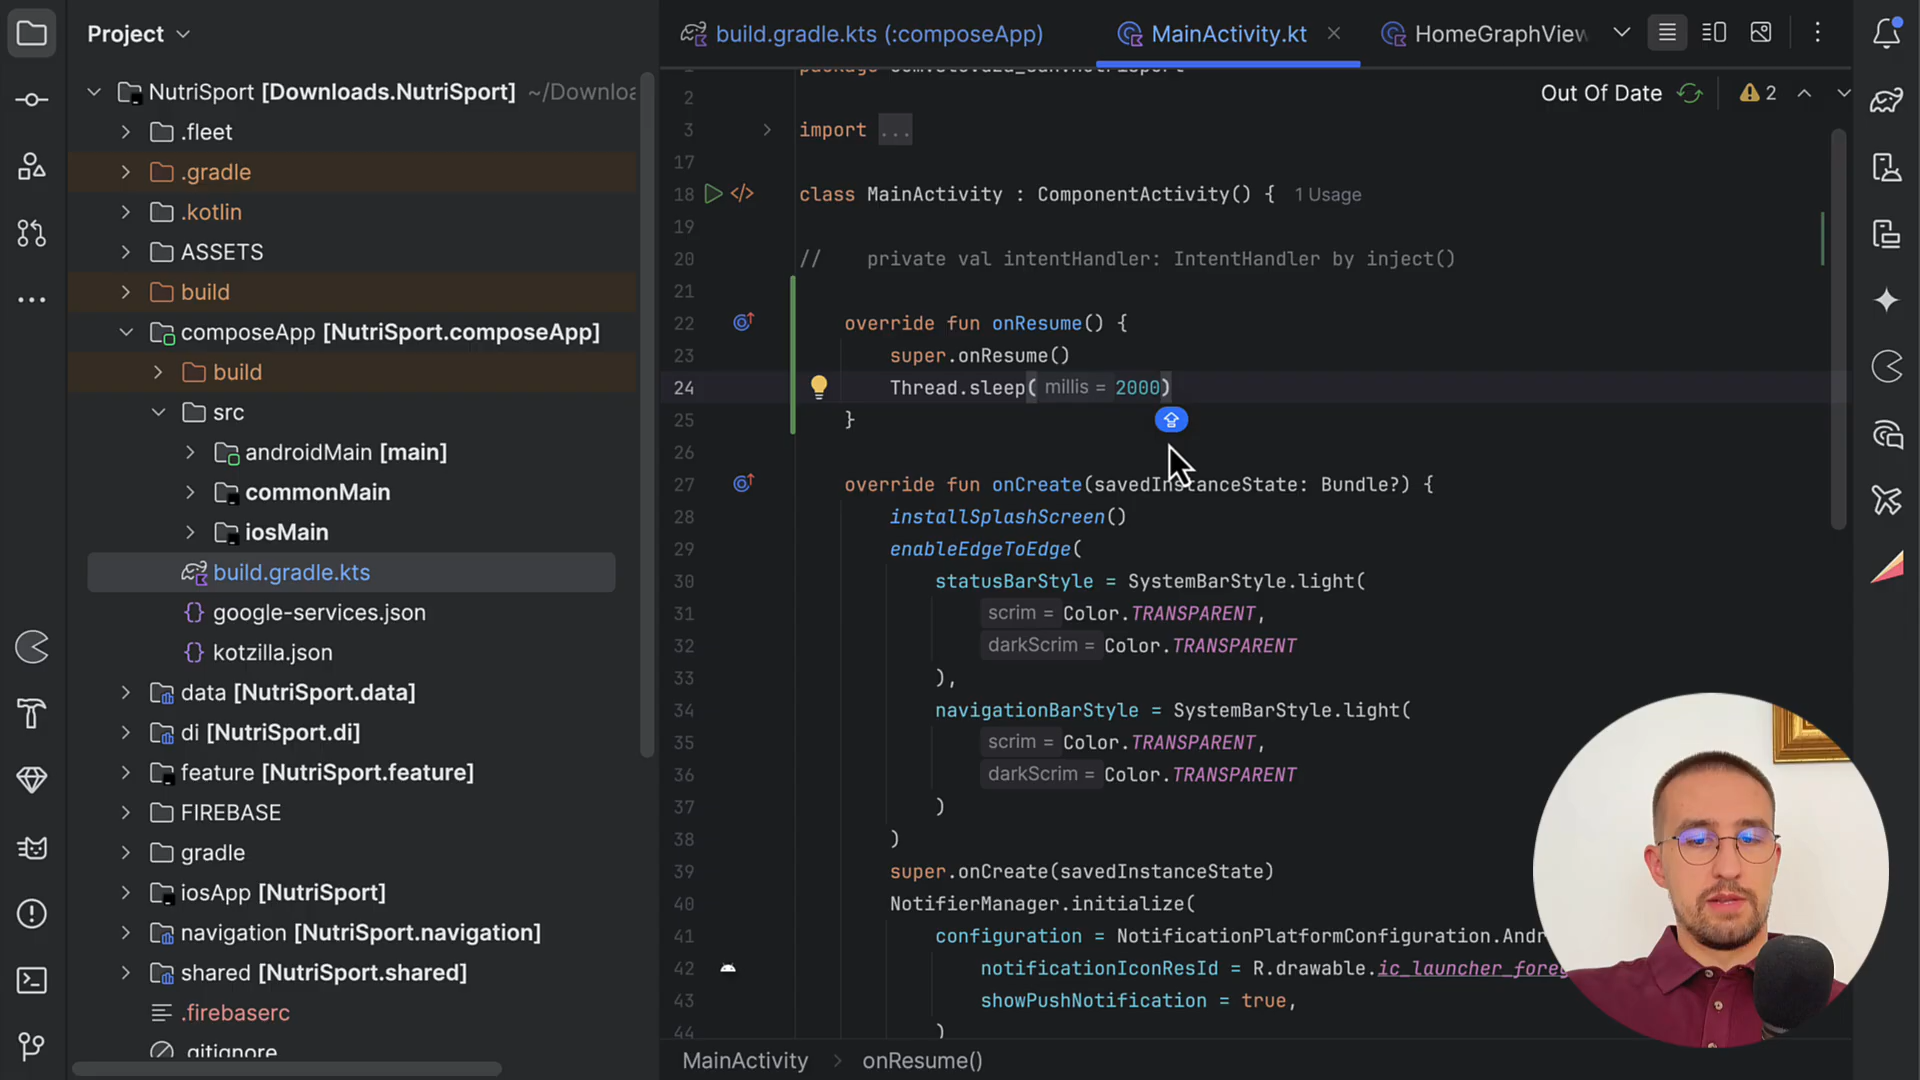 Project
NutriSport [Downloads.NutriSport] ~/Downloa
.fleet
.gradle
.kotlin
ASSETS
build
composeApp [NutriSport.composeApp]
build
src
androidMain [main]
commonMain
iosMain
build.gradle.kts
google-services.json
kotzilla.json
data [NutriSport.data]
di [NutriSport.di]
feature [NutriSport.feature]
FIREBASE
gradle
iosApp [NutriSport]
navigation [NutriSport.navigation]
shared [NutriSport.shared]
.firebaserc
.gitignore
build.gradle.kts (:composeApp) MainActivity.kt HomeGraphView
Out Of Date 2
2
3 import ...
17
18 class MainActivity : ComponentActivity() { 1 Usage
19
20 // private val intentHandler: IntentHandler by inject()
21
22 override fun onResume() {
23 super.onResume()
24 Thread.sleep( millis = 2000)
25 }
26
27 override fun onCreate(savedInstanceState: Bundle?) {
28 installSplashScreen()
29 enableEdgeToEdge(
30 statusBarStyle = SystemBarStyle.light(
31 scrim = Color.TRANSPARENT,
32 darkScrim = Color.TRANSPARENT
33 ),
34 navigationBarStyle = SystemBarStyle.light(
35 scrim = Color.TRANSPARENT,
36 darkScrim = Color.TRANSPARENT
37 )
38 )
39 super.onCreate(savedInstanceState)
40 NotifierManager.initialize(
41 configuration = NotificationPlatformConfiguration.Andr
42 notificationIconResId = R.drawable.ic_launcher_foreg
43 showPushNotification = true,
44 )
MainActivity > onResume()